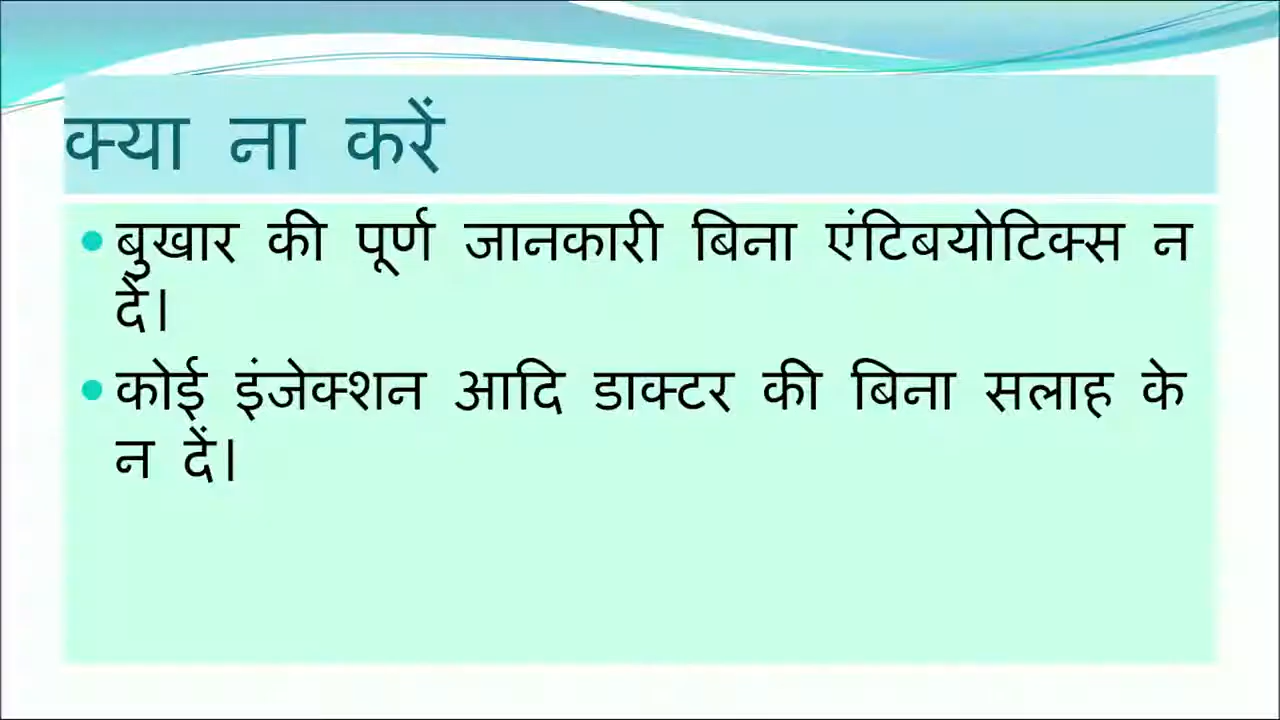 क्या ना करें
• बुखार की पूर्ण जानकारी बिना एंटिबयोटिक्स न
दें।
• कोई इंजेक्शन आदि डाक्टर की बिना सलाह के
न दें।